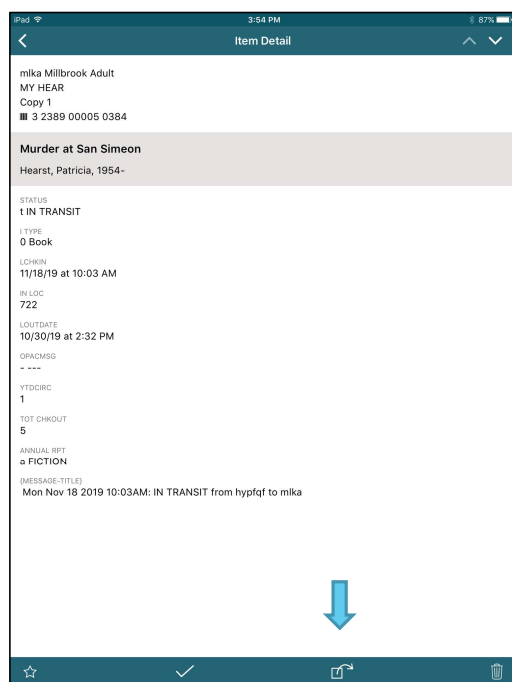 iPad 3:54 PM 87%
Item Detail
mlka Millbrook Adult
MY HEAR
Copy 1
3 2389 00005 0384
Murder at San Simeon
Hearst, Patricia, 1954-
STATUS
t IN TRANSIT
I TYPE
0 Book
LCHKIN
11/18/19 at 10:03 AM
IN LOC
722
LOUTDATE
10/30/19 at 2:32 PM
OPACMSG
- ---
YTDCIRC
1
TOT CHKOUT
5
ANNUAL RPT
a FICTION
(MESSAGE-TITLE)
Mon Nov 18 2019 10:03AM: IN TRANSIT from hypfqf to mlka